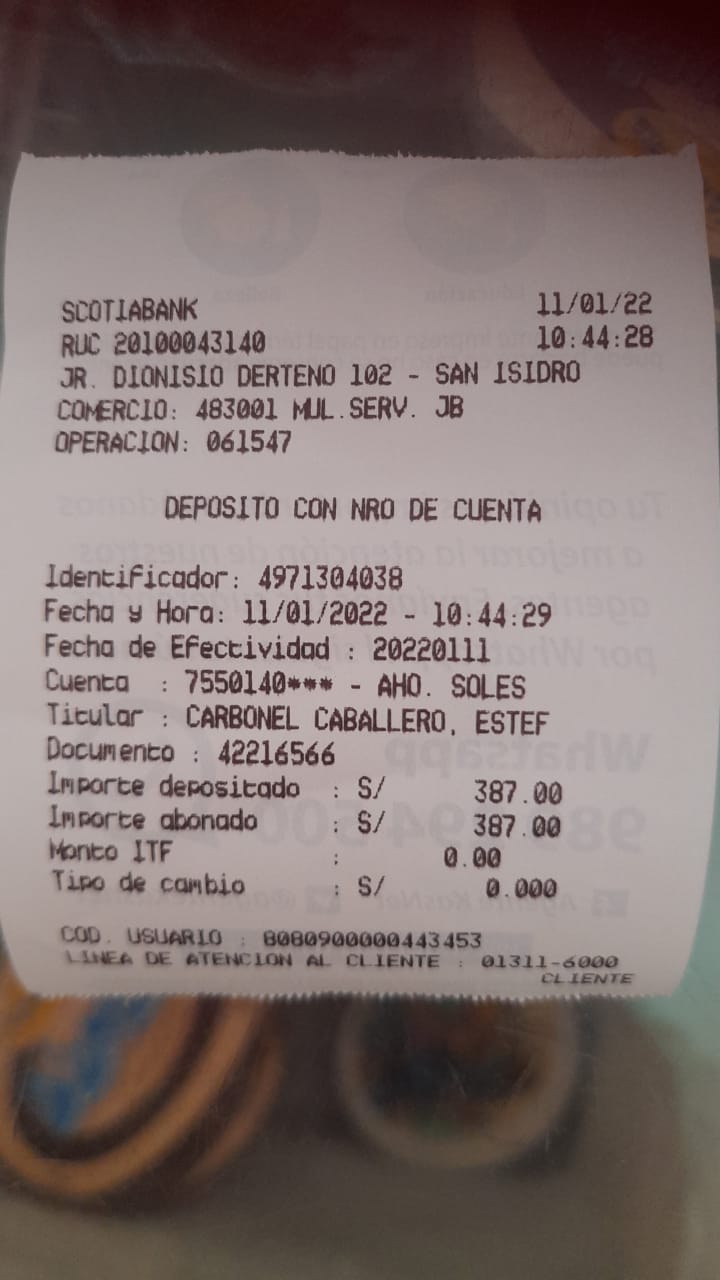 SCOTIABANK 11/01/22
RUC 20100043140 10:44:28
JR. DIONISIO DERTENO 102 - SAN ISIDRO
COMERCIO: 483001 MUL.SERV. JB
OPERACION: 061547
DEPOSITO CON NRO DE CUENTA
Identificador: 4971304038
Fecha y Hora: 11/01/2022 - 10:44:29
Fecha de Efectividad : 20220111
Cuenta : 7550140*** - AHO. SOLES
Titular : CARBONEL CABALLERO, ESTEF
Documento : 42216566
Importe depositado : S/ 387.00
Importe abonado : S/ 387.00
Monto ITF : 0.00
Tipo de cambio : S/ 0.000
COD. USUARIO : 8080900000443453
LINEA DE ATENCION AL CLIENTE : 01311-6000
CLIENTE